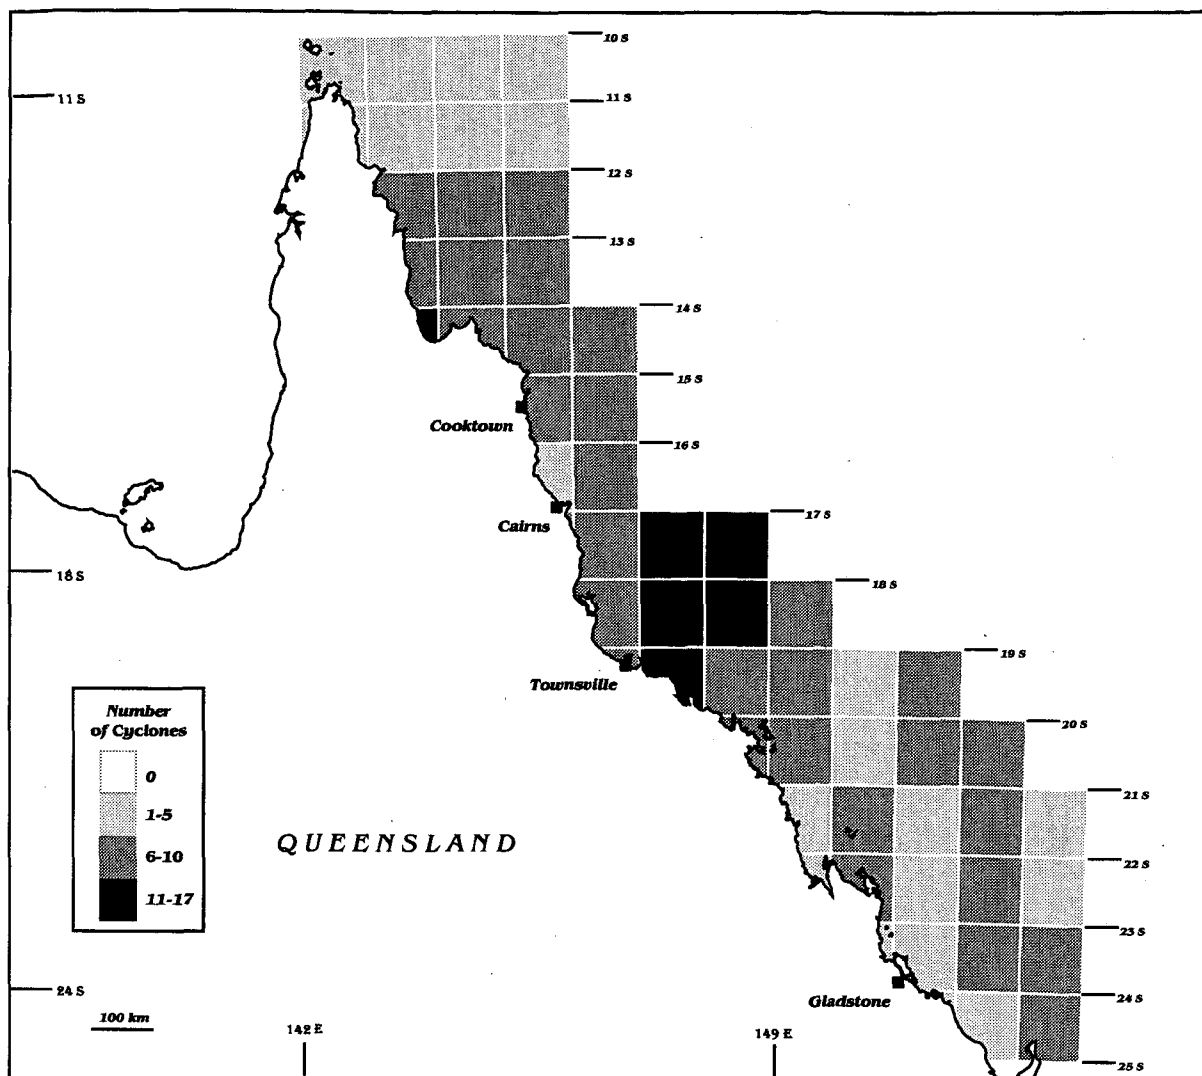 10 S
11 S
11 S
12 S
13 S
14 S
15 S
Cooktown
16 S
Cairns
17 S
18 S
18 S
19 S
Townsville
Number
of Cyclones
0
1-5
6-10
11-17
20 S
21 S
QUEENSLAND
22 S
23 S
24 S
Gladstone
24 S
100 km
142 E
149 E
25 S